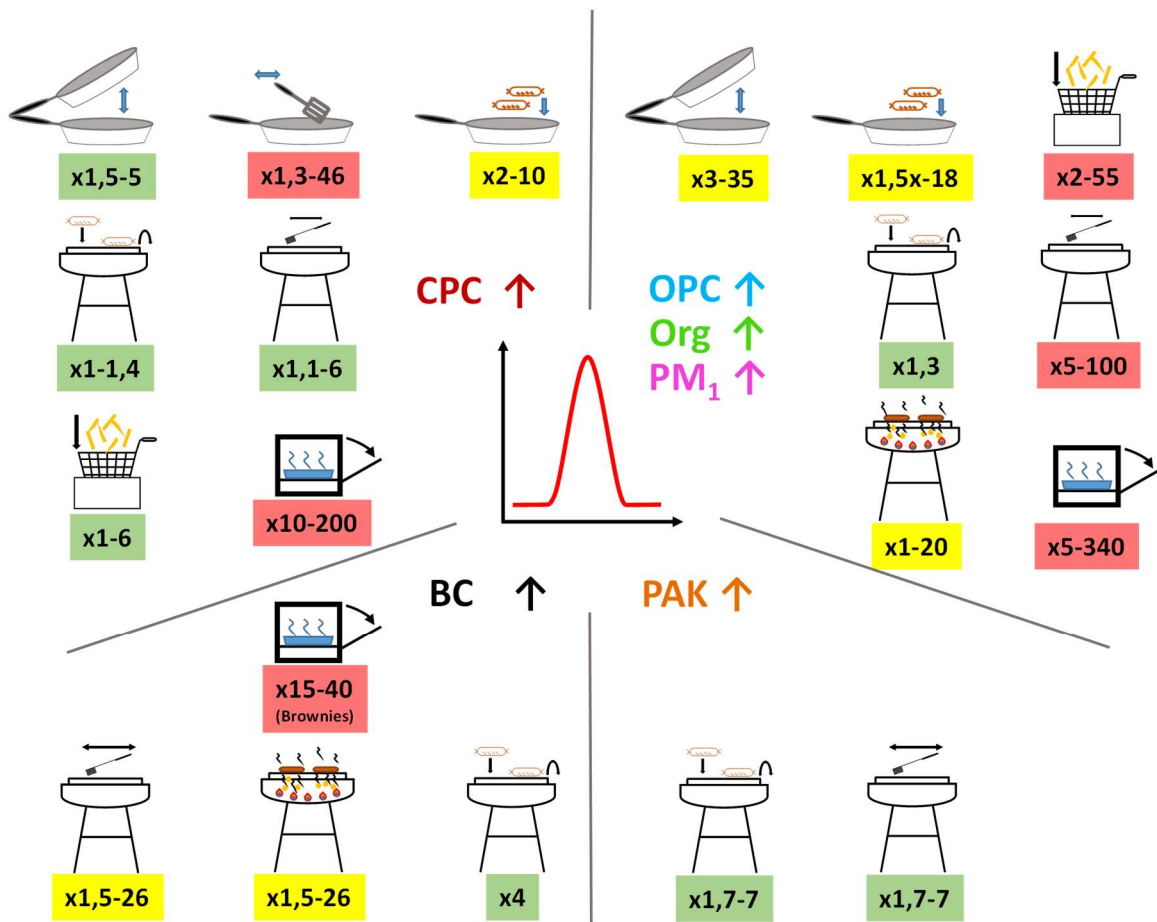 x1,5-5
x1,3-46
x2-10
x3-35
x1,5x-18
x2-55
CPC ↑
OPC ↑
Org ↑
PM₁ ↑
x1-1,4
x1,1-6
x1,3
x5-100
x1-6
x10-200
x1-20
x5-340
BC ↑
PAK ↑
x15-40
(Brownies)
x1,5-26
x1,5-26
x4
x1,7-7
x1,7-7